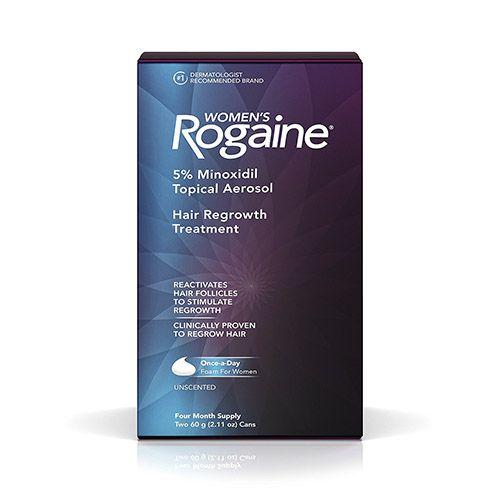 #1 DERMATOLOGIST
RECOMMENDED BRAND
WOMEN'S
Rogaine®
5% Minoxidil
Topical Aerosol
Hair Regrowth
Treatment
REACTIVATES
HAIR FOLLICLES
TO STIMULATE
REGROWTH
CLINICALLY PROVEN
TO REGROW HAIR
Once-a-Day
Foam For Women
UNSCENTED
Four Month Supply
Two 60 g (2.11 oz) Cans